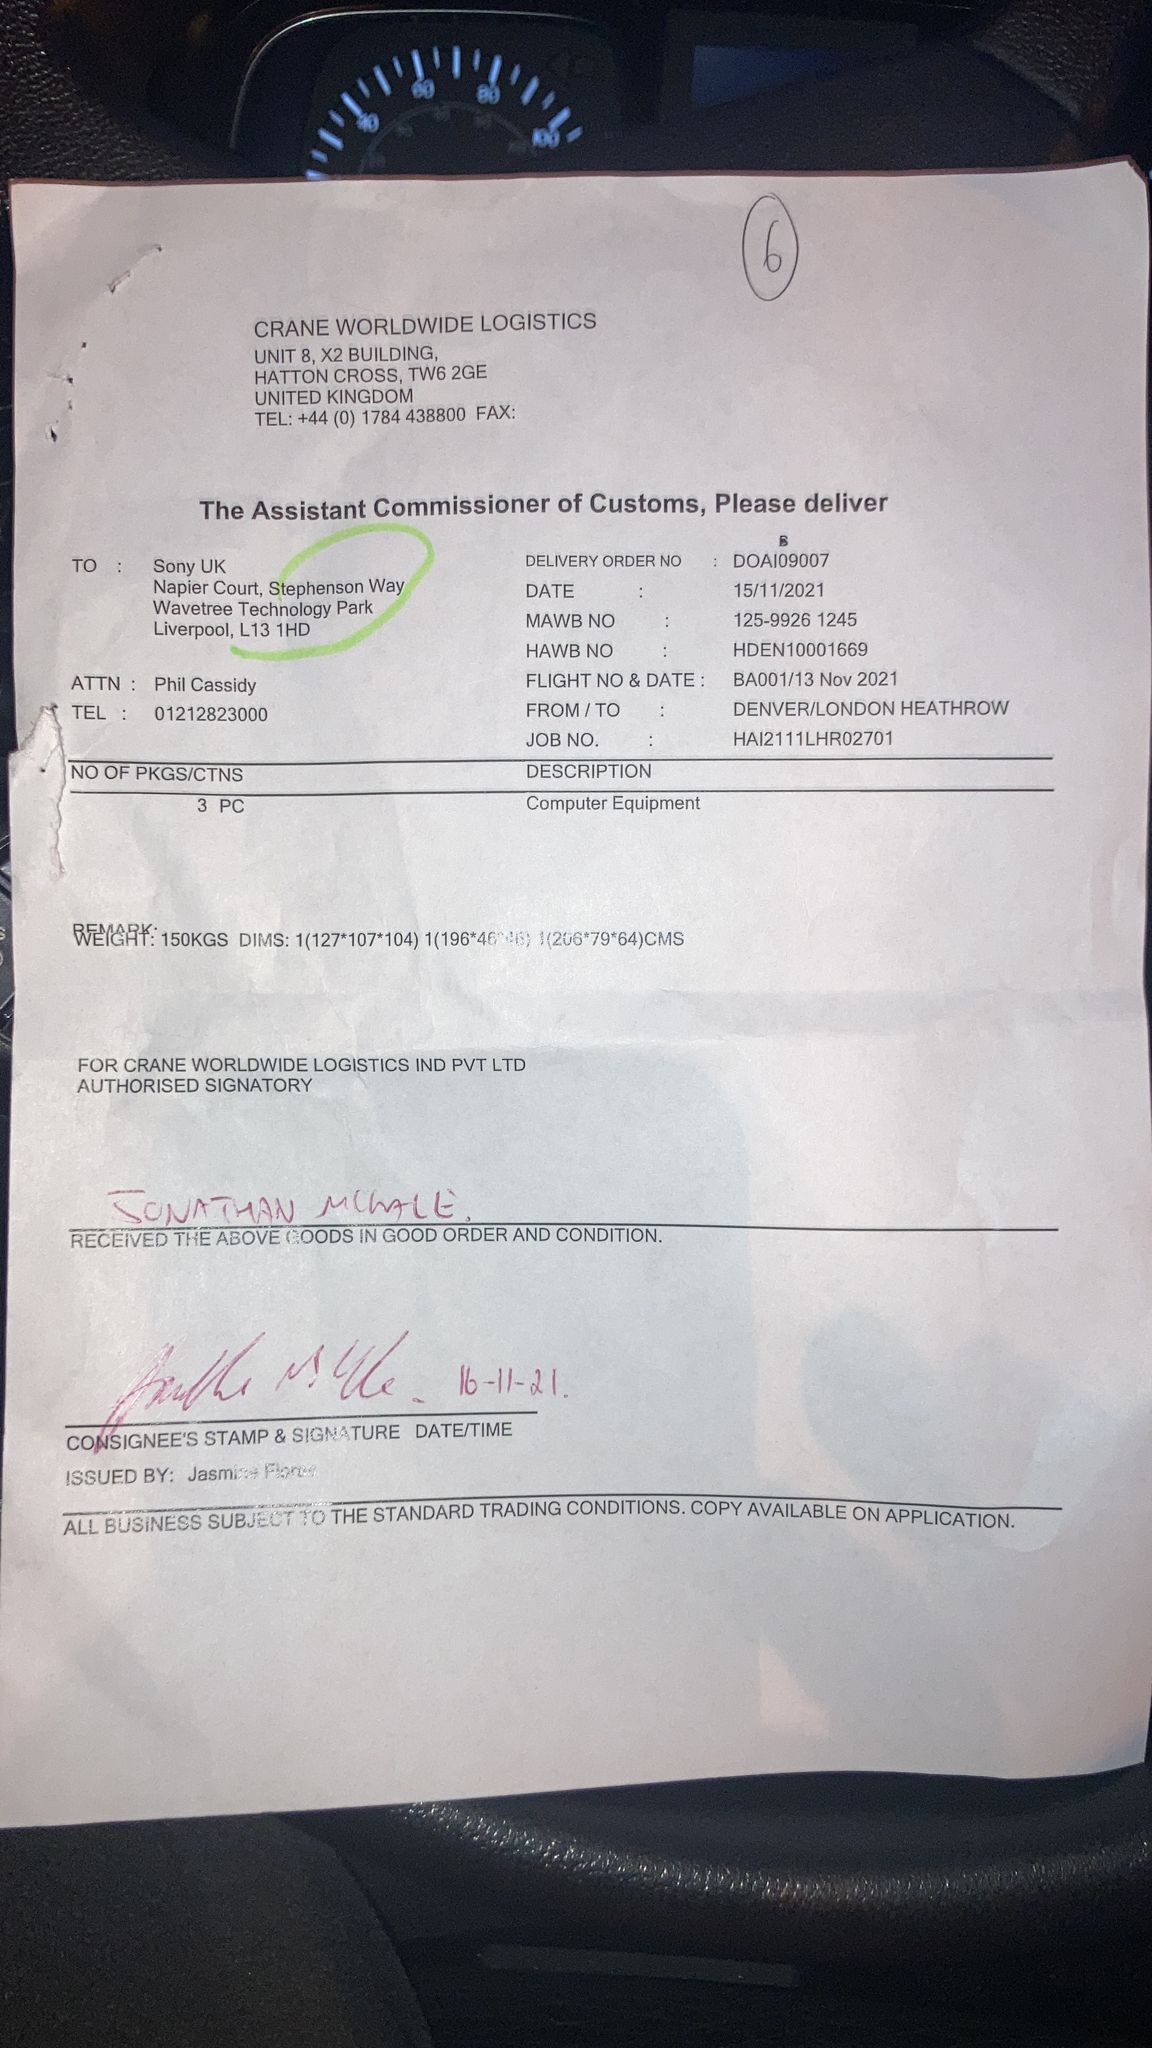 40 60 80 100
6
CRANE WORLDWIDE LOGISTICS
UNIT 8, X2 BUILDING,
HATTON CROSS, TW6 2GE
UNITED KINGDOM
TEL: +44 (0) 1784 438800 FAX:
The Assistant Commissioner of Customs, Please deliver
TO : Sony UK
Napier Court, Stephenson Way
Wavetree Technology Park
Liverpool, L13 1HD
ATTN : Phil Cassidy
TEL : 01212823000
DELIVERY ORDER NO : DOAI09007
DATE : 15/11/2021
MAWB NO : 125-9926 1245
HAWB NO : HDEN10001669
FLIGHT NO & DATE : BA001/13 Nov 2021
FROM / TO : DENVER/LONDON HEATHROW
JOB NO. : HAI2111LHR02701
NO OF PKGS/CTNS DESCRIPTION
3 PC Computer Equipment
REMARK:
WEIGHT: 150KGS DIMS: 1(127*107*104) 1(196*46*46) 1(206*79*64)CMS
FOR CRANE WORLDWIDE LOGISTICS IND PVT LTD
AUTHORISED SIGNATORY
JONATHAN MCHALE.
RECEIVED THE ABOVE GOODS IN GOOD ORDER AND CONDITION.
16-11-21.
CONSIGNEE'S STAMP & SIGNATURE DATE/TIME
ISSUED BY: Jasmine Flores
ALL BUSINESS SUBJECT TO THE STANDARD TRADING CONDITIONS. COPY AVAILABLE ON APPLICATION.